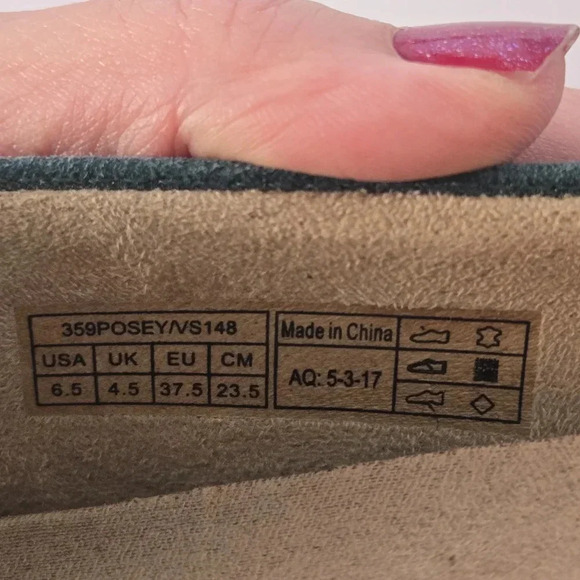 359POSEY/VS148
USA UK EU CM
6.5 4.5 37.5 23.5
Made in China
AQ: 5-3-17